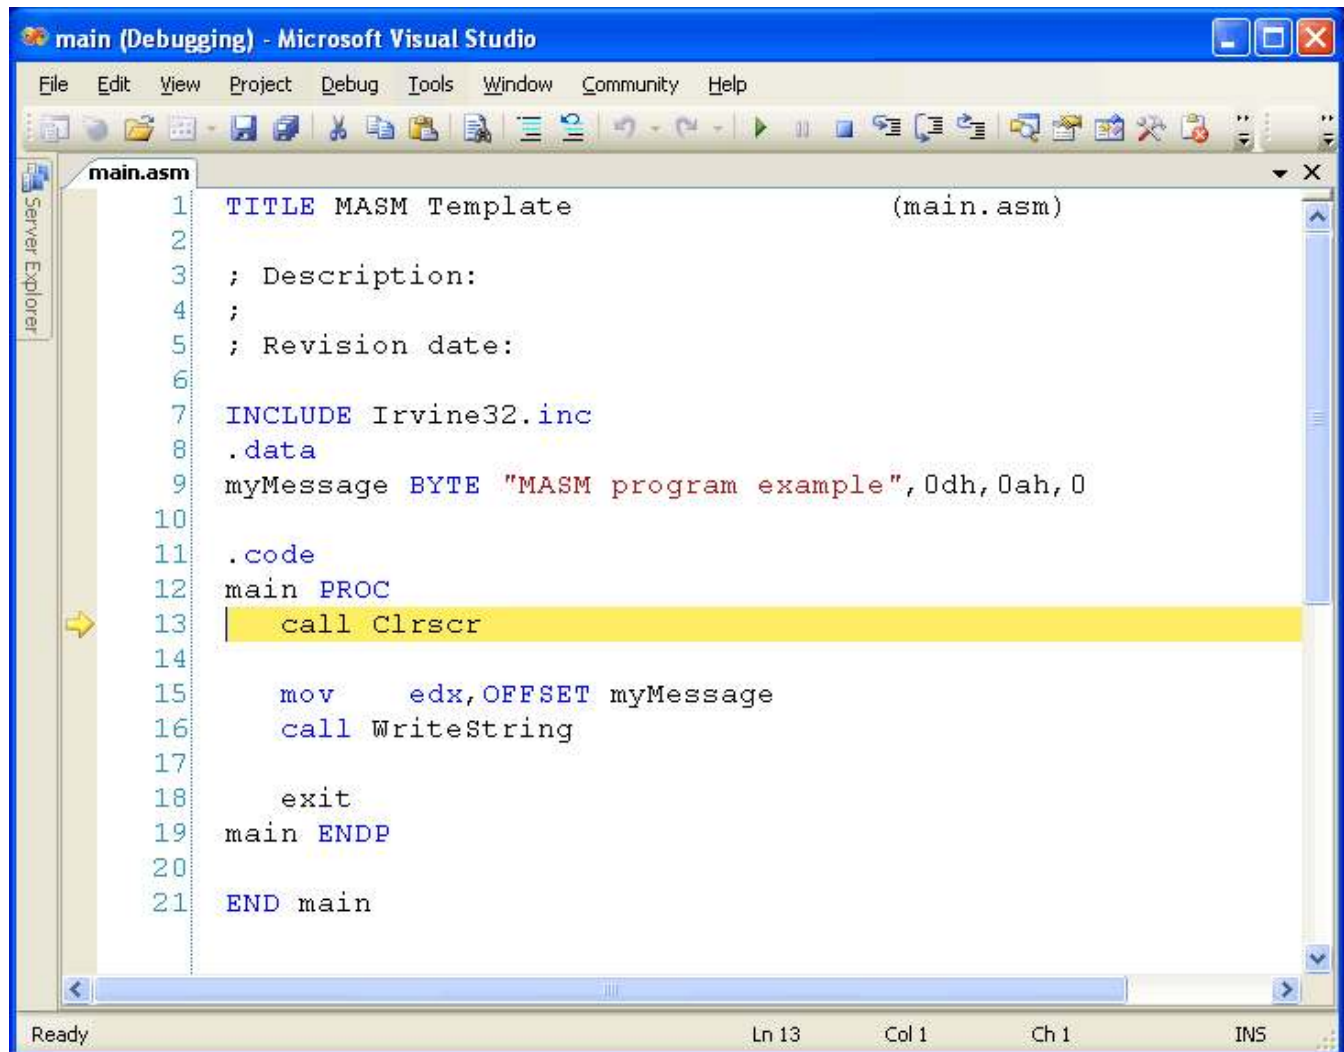 main (Debugging) - Microsoft Visual Studio
File Edit View Project Debug Tools Window Community Help
Server Explorer
main.asm
1 TITLE MASM Template (main.asm)
2
3 ; Description:
4 ;
5 ; Revision date:
6
7 INCLUDE Irvine32.inc
8 .data
9 myMessage BYTE "MASM program example",0dh,0ah,0
10
11 .code
12 main PROC
13 call Clrscr
14
15 mov edx,OFFSET myMessage
16 call WriteString
17
18 exit
19 main ENDP
20
21 END main
Ready Ln 13 Col 1 Ch 1 INS